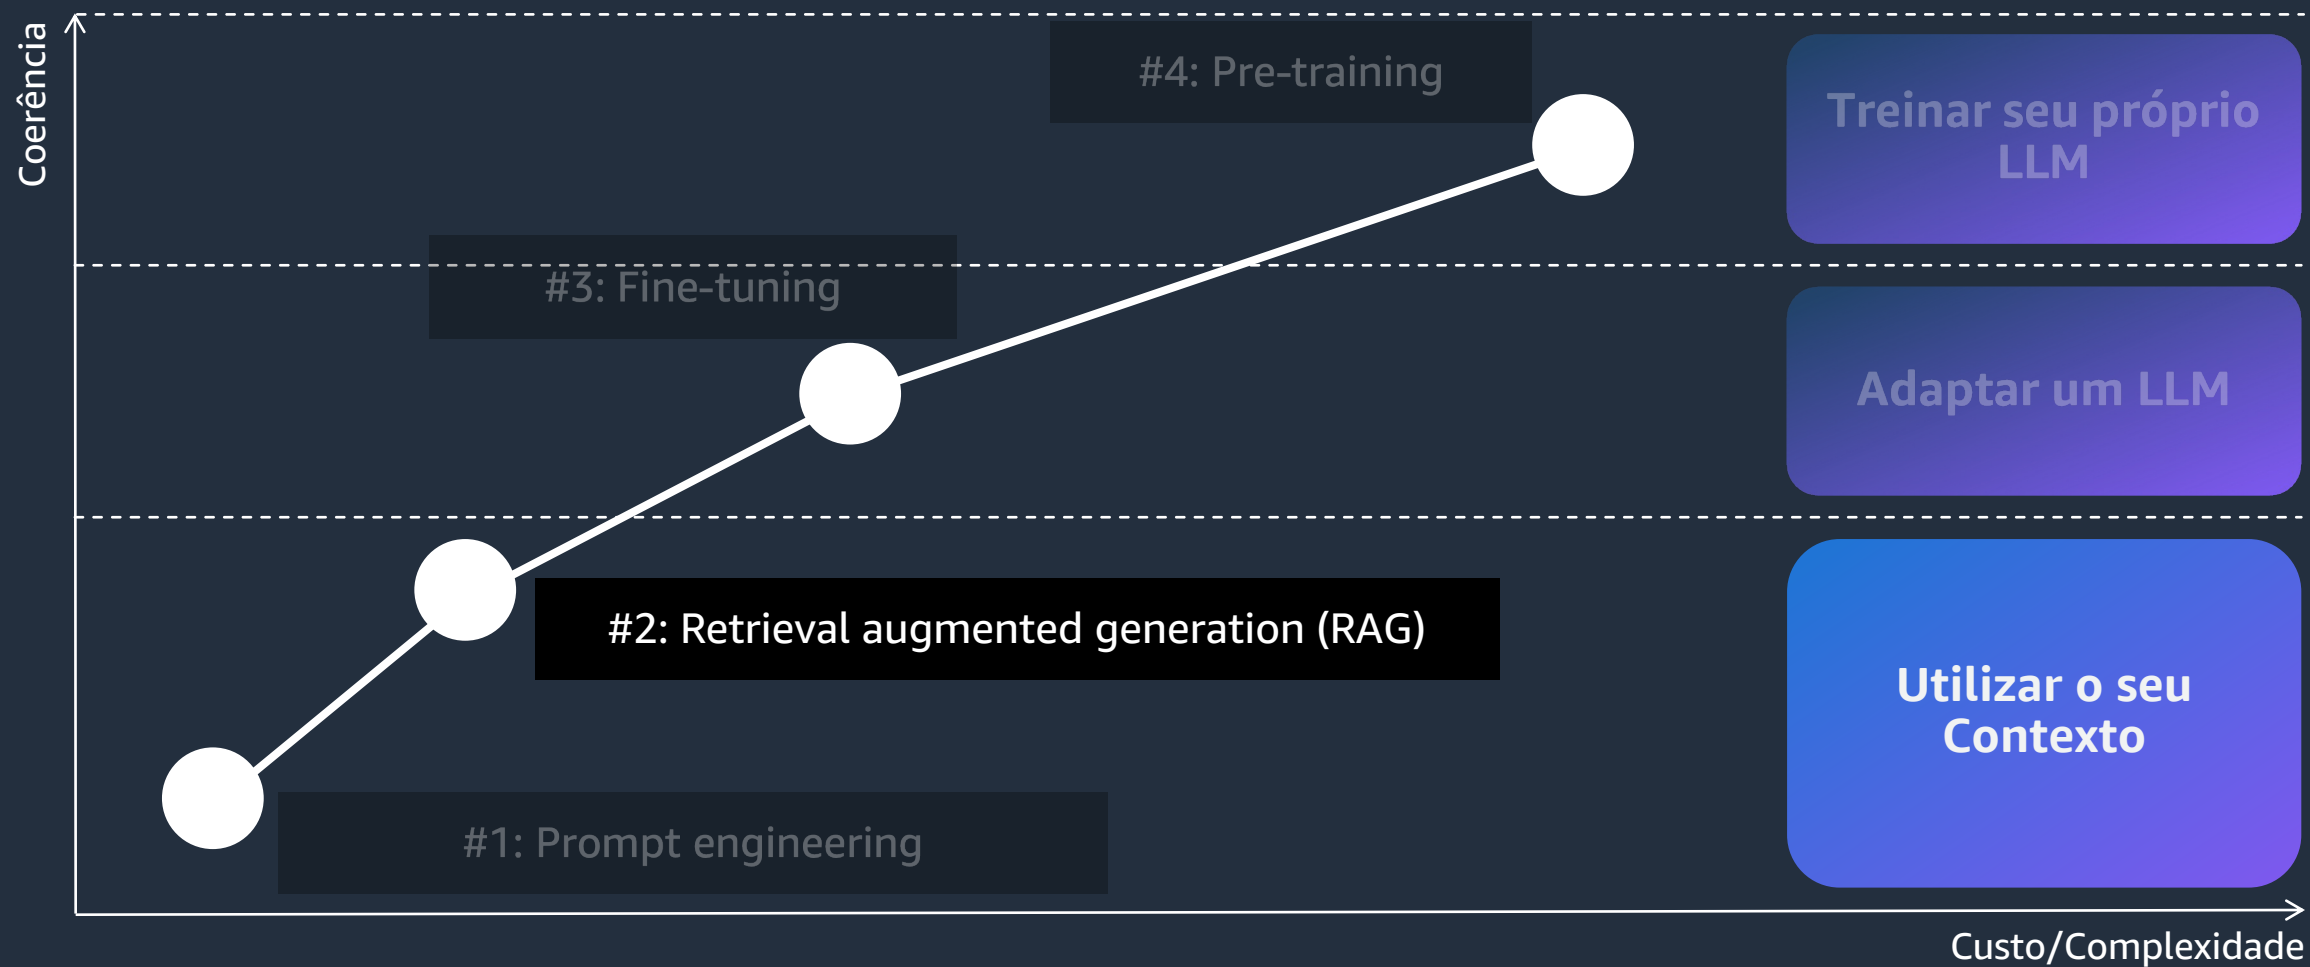 Coerência
#4: Pre-training
Treinar seu próprio
LLM
#3: Fine-tuning
Adaptar um LLM
#2: Retrieval augmented generation (RAG)
Utilizar o seu
Contexto
#1: Prompt engineering
Custo/Complexidade